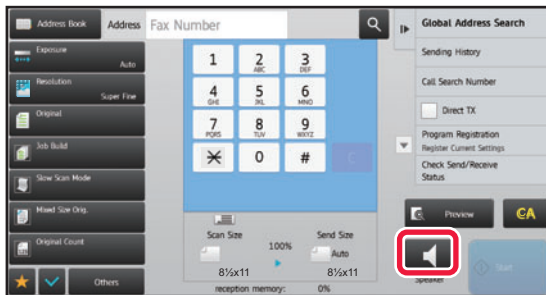 Address Book
Address
Fax Number
Exposure
Auto
Resolution
Super Fine
Original
Job Build
Slow Scan Mode
Mixed Size Orig.
Original Count
Others
1
2
ABC
3
DEF
4
GHI
5
JKL
6
MNO
7
PQRS
8
TUV
9
WXYZ
0
#
C
Scan Size
100%
Send Size
Auto
8½x11
8½x11
reception memory: 0%
Global Address Search
Sending History
Call Search Number
Direct TX
Program Registration
Register Current Settings
Check Send/Receive
Status
Preview
CA
Speaker
Start